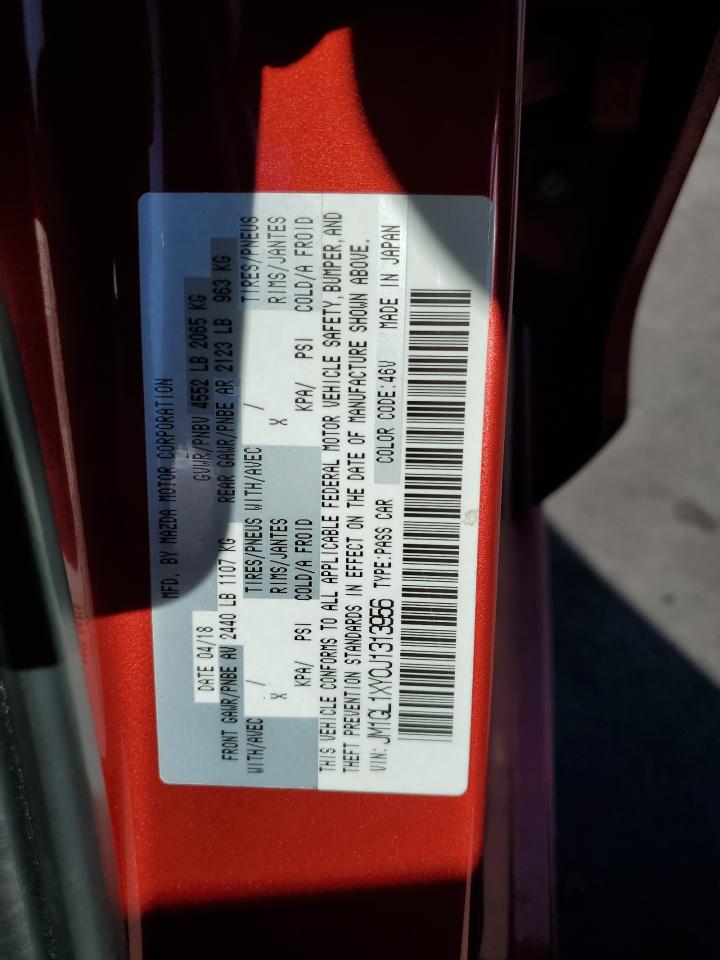 MFD. BY MAZDA MOTOR CORPORATION
DATE 04/18 GVWR/PNBV 4552 LB 2065 KG
FRONT GAWR/PNBE AV 2440 LB 1107 KG REAR GAWR/PNBE AR 2123 LB 963 KG
WITH/AVEC / TIRES/PNEUS WITH/AVEC / TIRES/PNEUS
X RIMS/JANTES X RIMS/JANTES
KPA/ PSI COLD/A FROID KPA/ PSI COLD/A FROID
THIS VEHICLE CONFORMS TO ALL APPLICABLE FEDERAL MOTOR VEHICLE SAFETY, BUMPER, AND
THEFT PREVENTION STANDARDS IN EFFECT ON THE DATE OF MANUFACTURE SHOWN ABOVE.
VIN: JM1GL1XY0J1313956 TYPE:PASS CAR COLOR CODE:46V MADE IN JAPAN